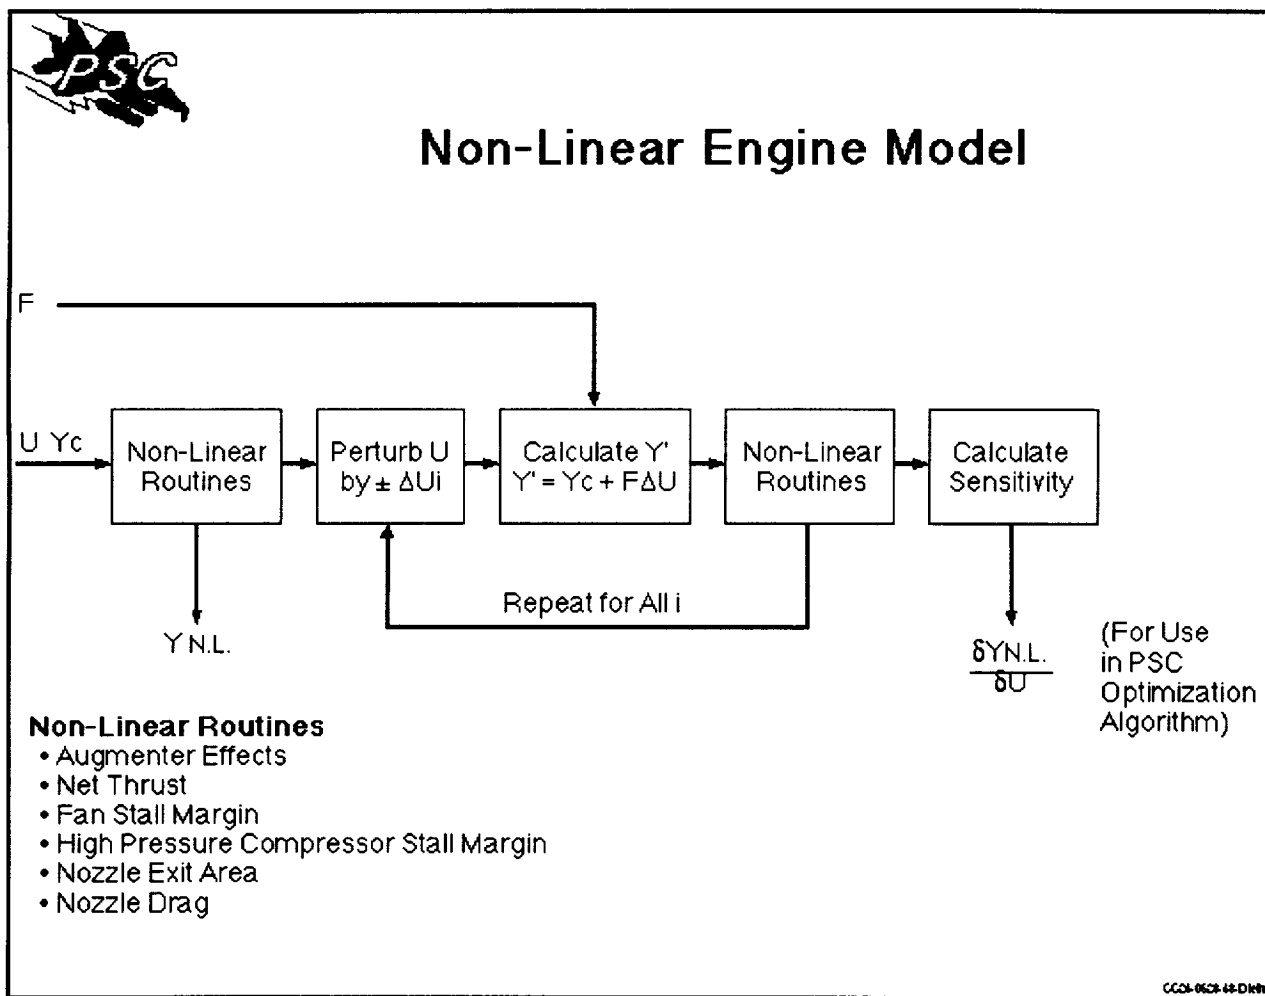 PSC
Non-Linear Engine Model
F
U Yc
Non-Linear
Routines
Perturb U
by ± ΔUi
Calculate Y'
Y' = Yc + FΔU
Non-Linear
Routines
Calculate
Sensitivity
Repeat for All i
Y N.L.
δYN.L.
δU
(For Use
in PSC
Optimization
Algorithm)
Non-Linear Routines
• Augmenter Effects
• Net Thrust
• Fan Stall Margin
• High Pressure Compressor Stall Margin
• Nozzle Exit Area
• Nozzle Drag